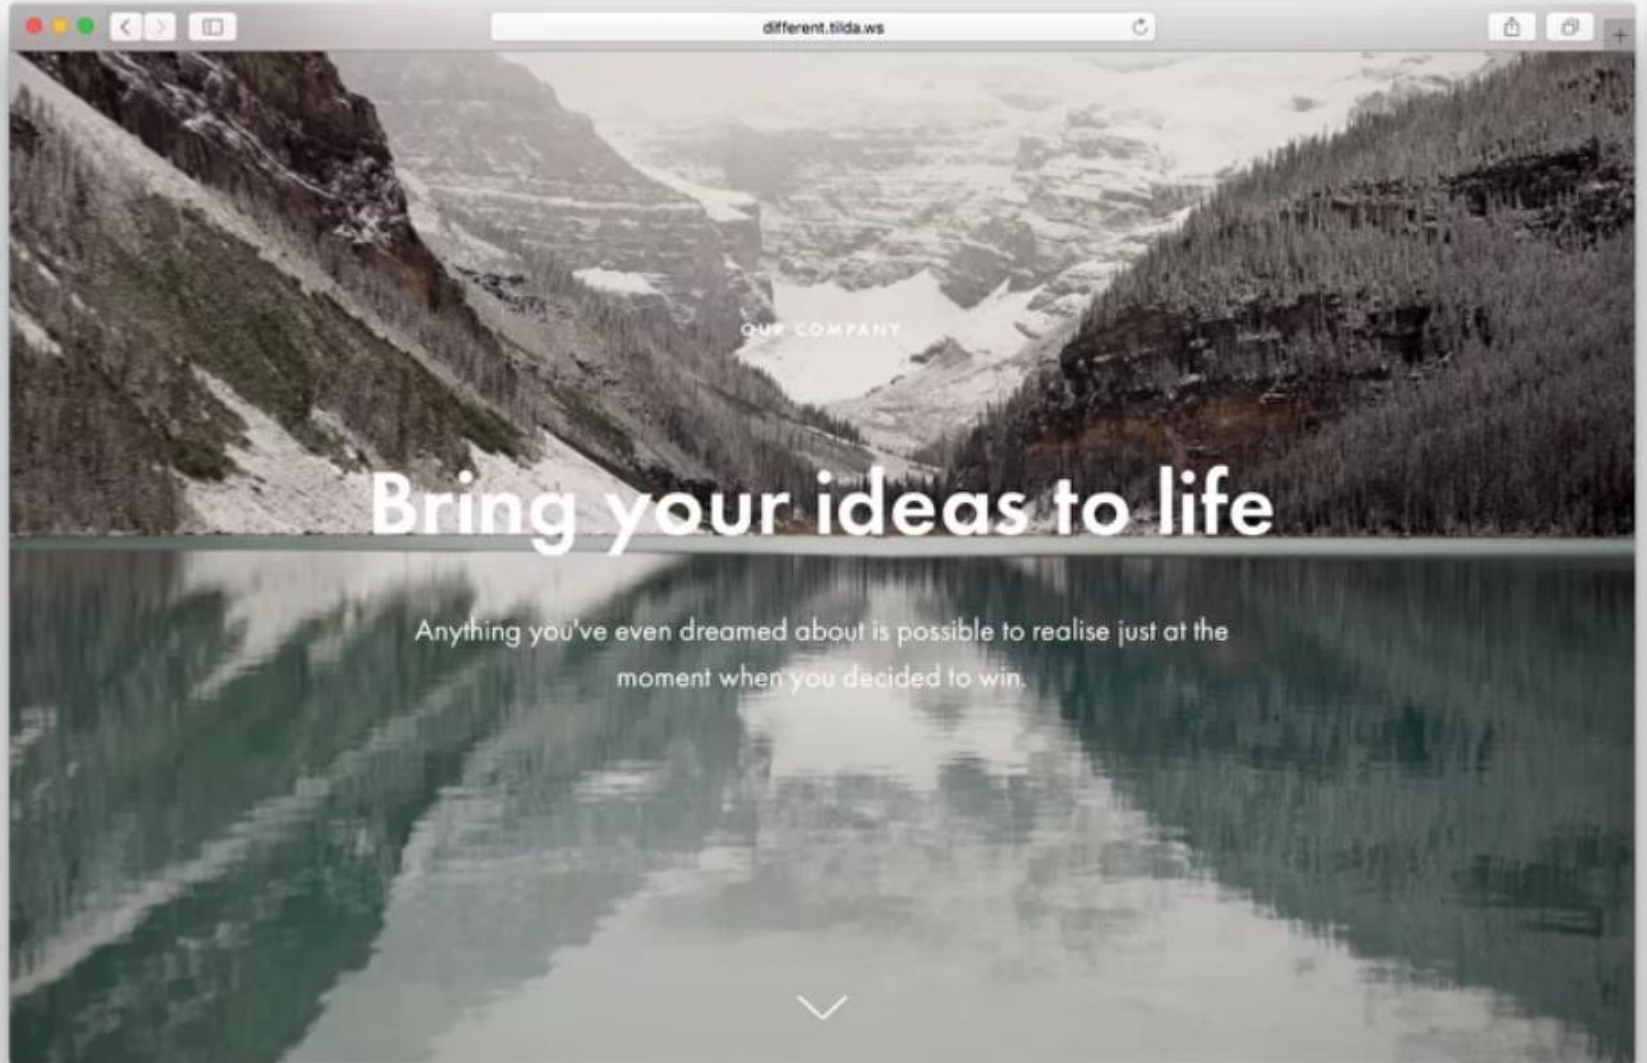 different.tilda.ws
OUR COMPANY
Bring your ideas to life
Anything you've even dreamed about is possible to realise just at the
moment when you decided to win.